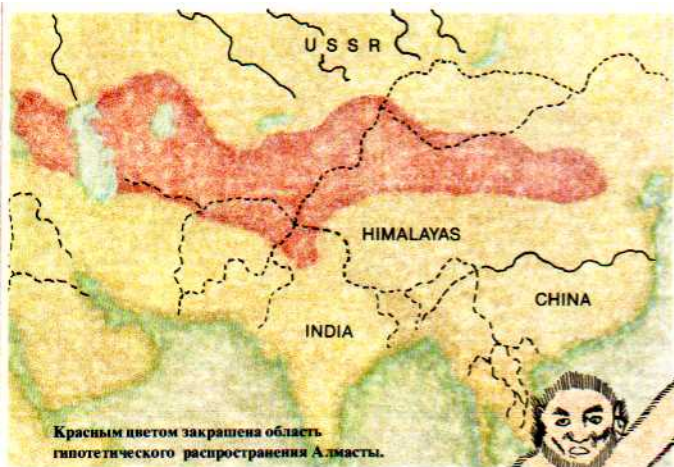 USSR
HIMALAYAS
CHINA
INDIA
Красным цветом закрашена область
гипотетического распространения Алмасты.